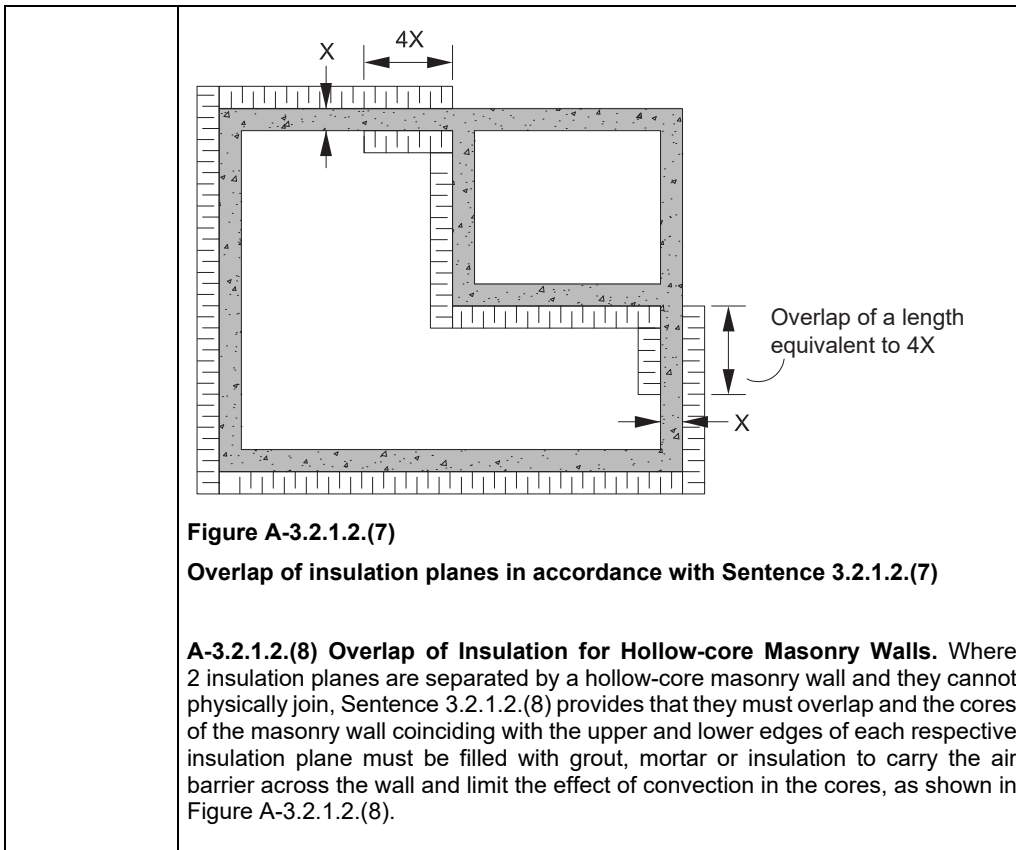 X
4X
Overlap of a length
equivalent to 4X
X
Figure A-3.2.1.2.(7)
Overlap of insulation planes in accordance with Sentence 3.2.1.2.(7)
A-3.2.1.2.(8) Overlap of Insulation for Hollow-core Masonry Walls. Where
2 insulation planes are separated by a hollow-core masonry wall and they cannot
physically join, Sentence 3.2.1.2.(8) provides that they must overlap and the cores
of the masonry wall coinciding with the upper and lower edges of each respective
insulation plane must be filled with grout, mortar or insulation to carry the air
barrier across the wall and limit the effect of convection in the cores, as shown in
Figure A-3.2.1.2.(8).